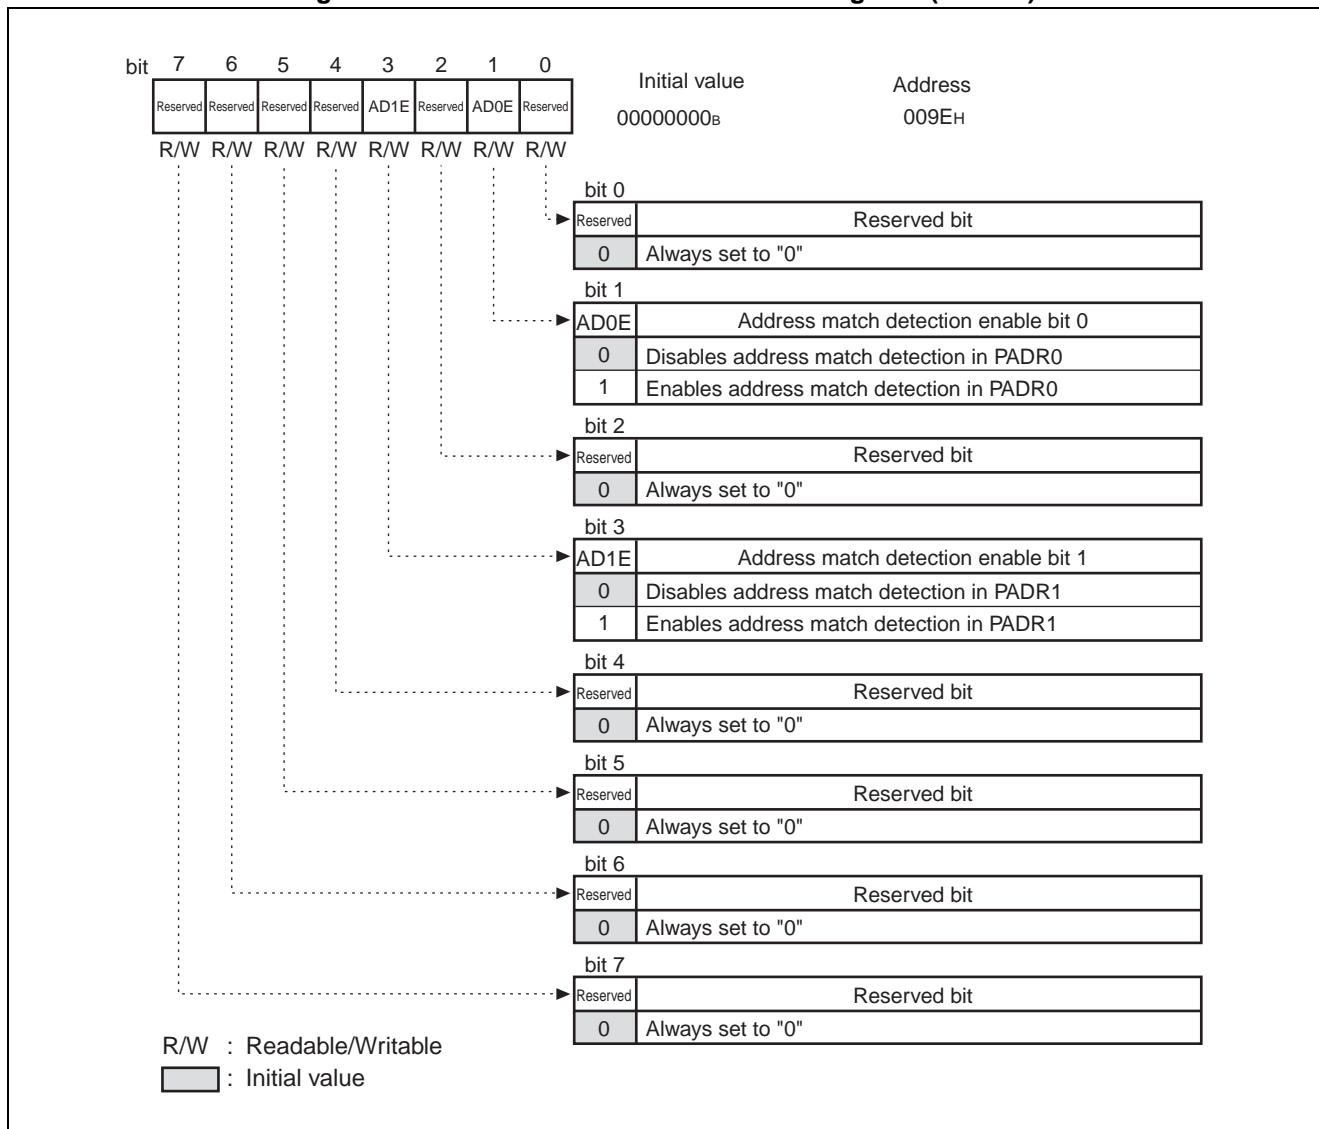 bit 7 6 5 4 3 2 1 0
Initial value Address
Reserved Reserved Reserved Reserved AD1E Reserved AD0E Reserved
00000000B 009EH
R/W R/W R/W R/W R/W R/W R/W R/W
bit 0
Reserved Reserved bit
0 Always set to "0"
bit 1
AD0E Address match detection enable bit 0
0 Disables address match detection in PADR0
1 Enables address match detection in PADR0
bit 2
Reserved Reserved bit
0 Always set to "0"
bit 3
AD1E Address match detection enable bit 1
0 Disables address match detection in PADR1
1 Enables address match detection in PADR1
bit 4
Reserved Reserved bit
0 Always set to "0"
bit 5
Reserved Reserved bit
0 Always set to "0"
bit 6
Reserved Reserved bit
0 Always set to "0"
bit 7
Reserved Reserved bit
0 Always set to "0"
R/W : Readable/Writable
: Initial value